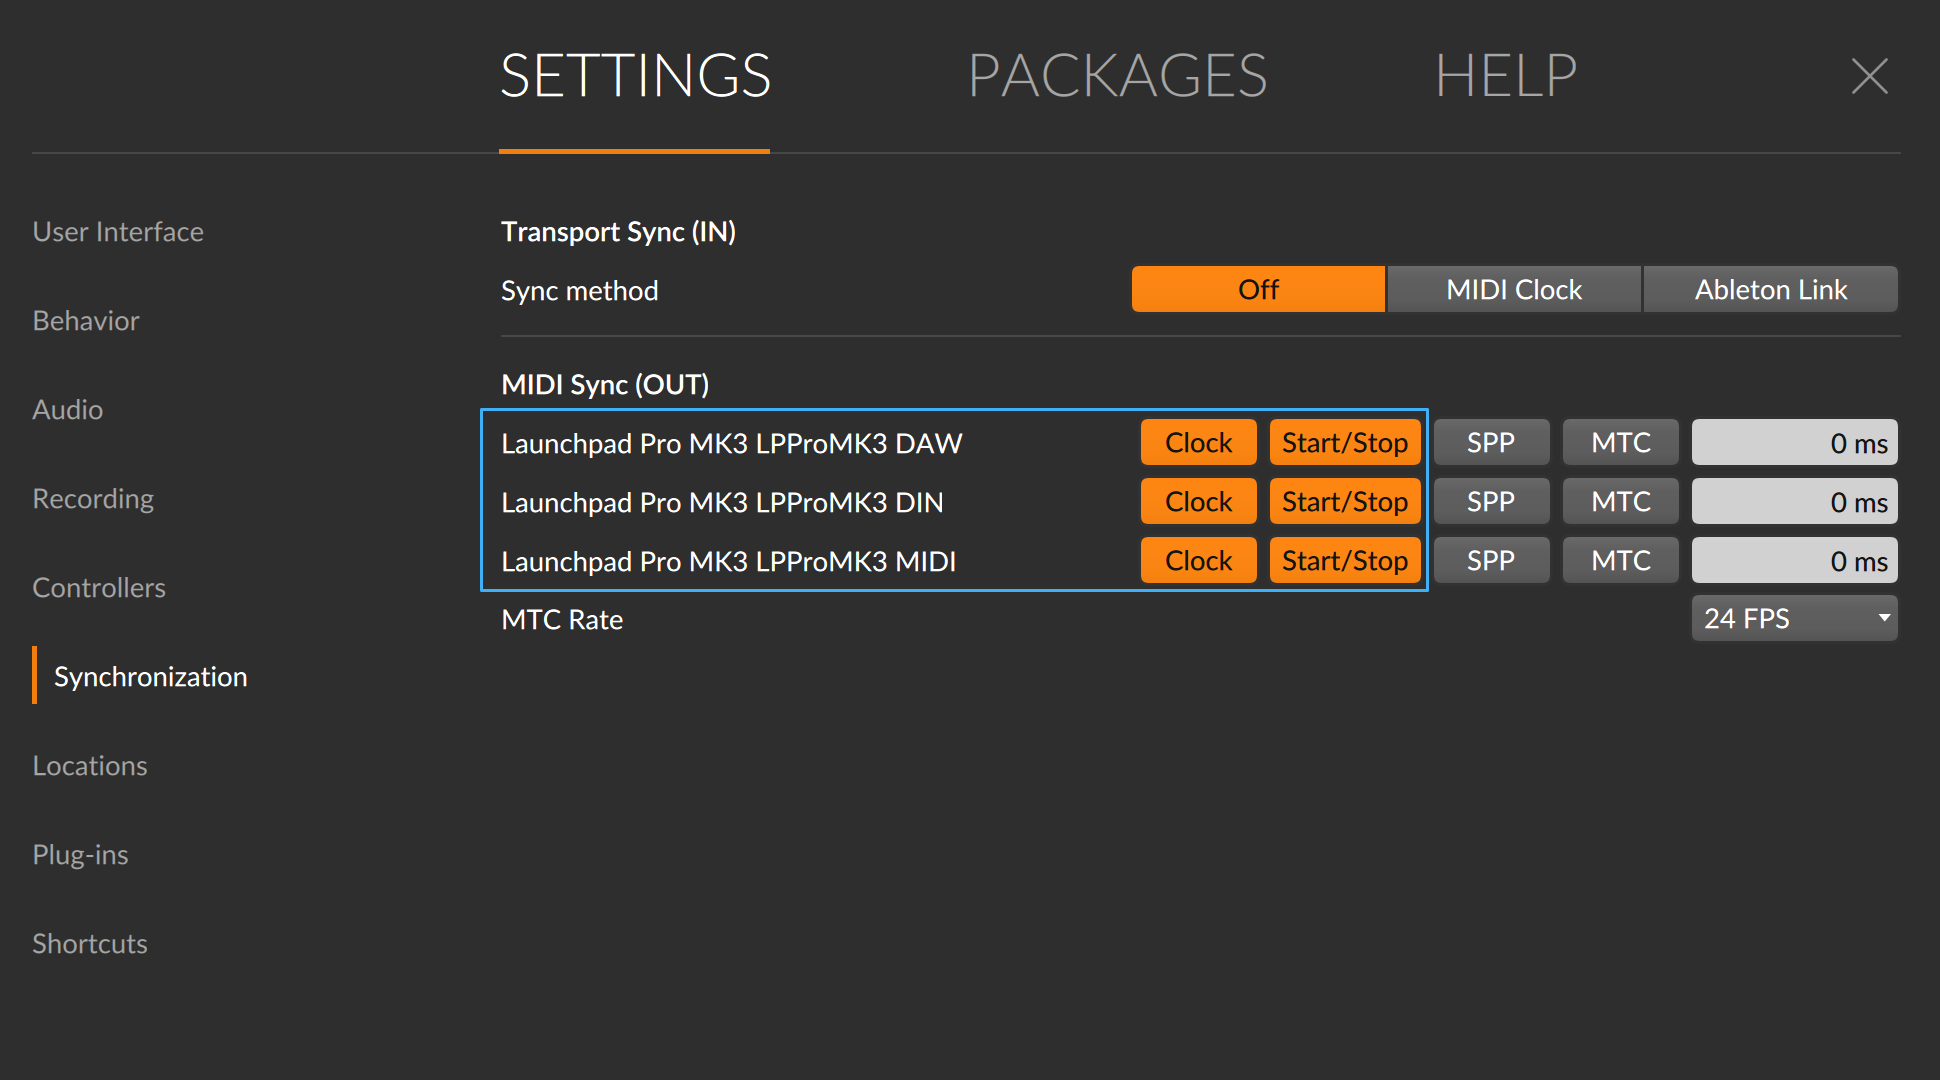 SETTINGS PACKAGES HELP
User Interface
Behavior
Audio
Recording
Controllers
Synchronization
Locations
Plug-ins
Shortcuts
Transport Sync (IN)
Sync method Off MIDI Clock Ableton Link
MIDI Sync (OUT)
Launchpad Pro MK3 LPProMK3 DAW Clock Start/Stop SPP MTC 0 ms
Launchpad Pro MK3 LPProMK3 DIN Clock Start/Stop SPP MTC 0 ms
Launchpad Pro MK3 LPProMK3 MIDI Clock Start/Stop SPP MTC 0 ms
MTC Rate 24 FPS